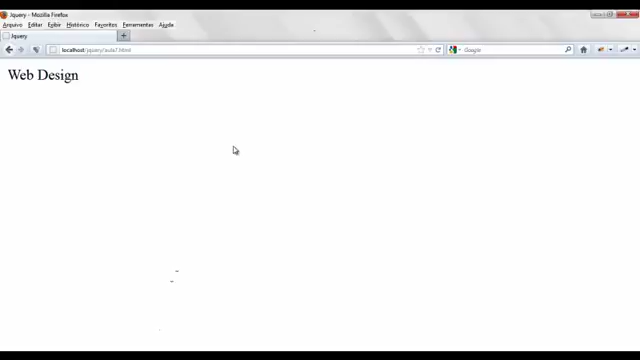 Jquery - Mozilla Firefox
Arquivo Editar Exibir Histórico Favoritos Ferramentas Ajuda
Jquery
localhost/jquery/aula7.html
Google
Web Design